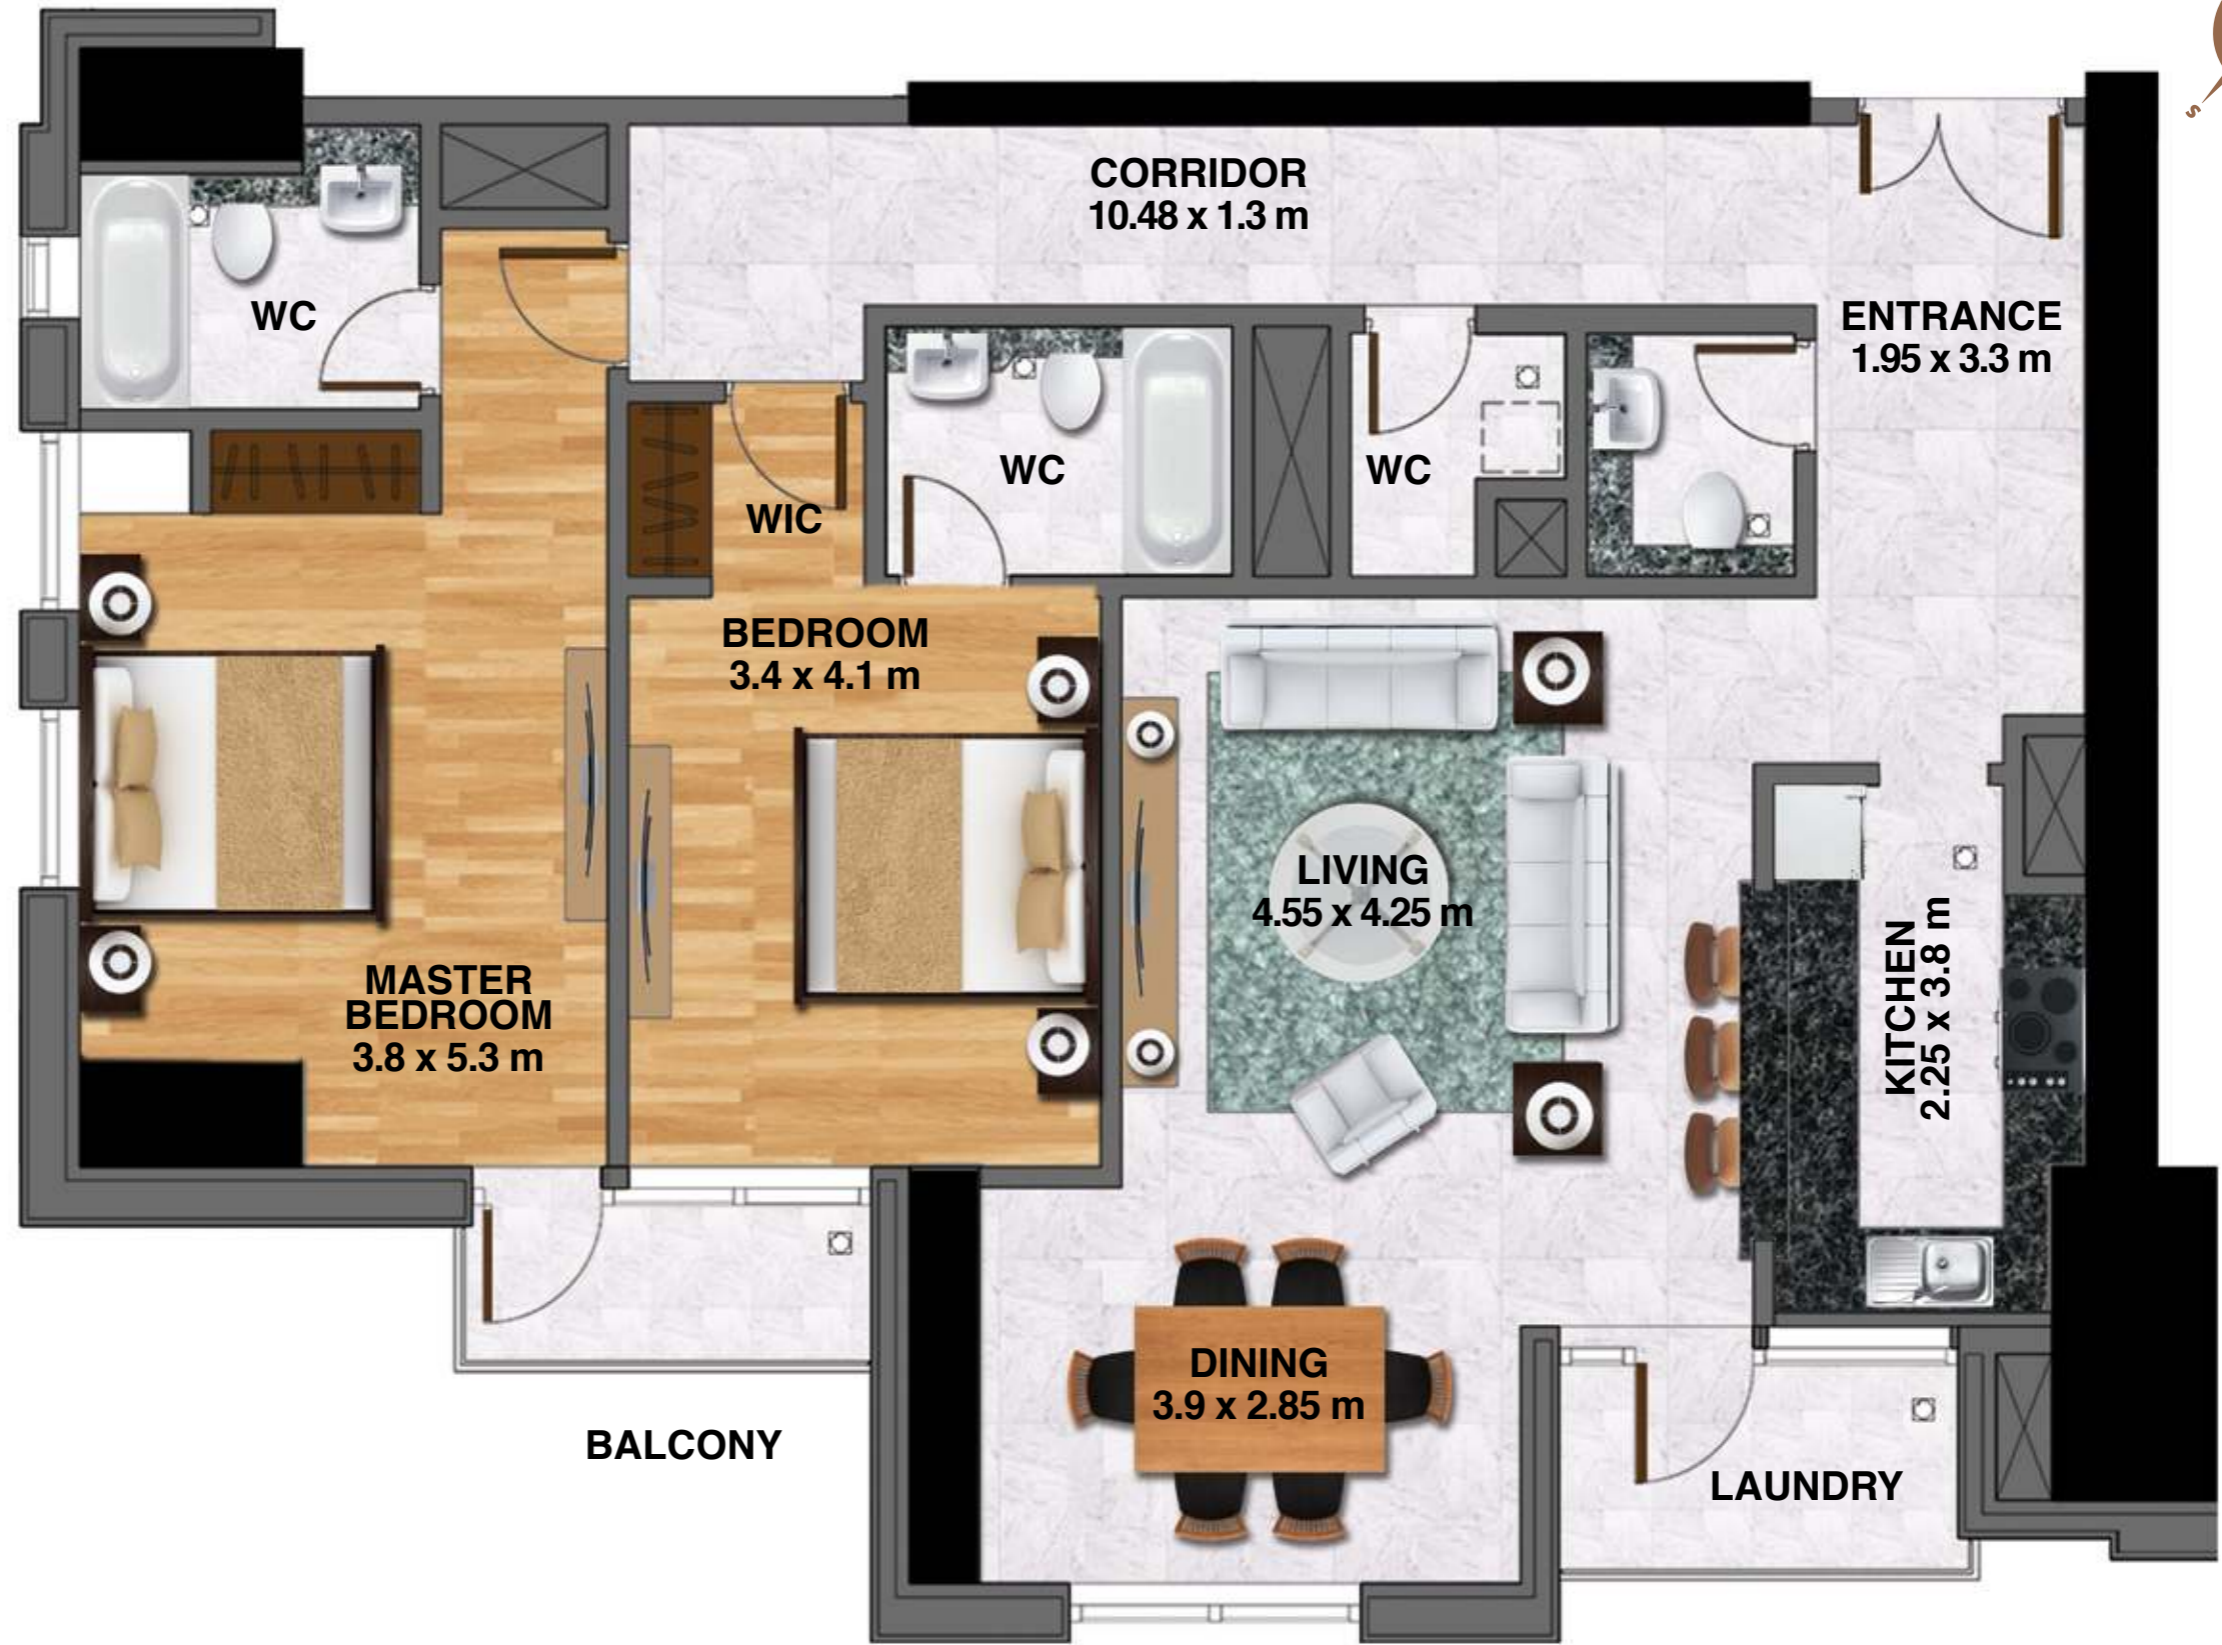 S
CORRIDOR
10.48 x 1.3 m
ENTRANCE
1.95 x 3.3 m
WC
WC
WC
WIC
BEDROOM
3.4 x 4.1 m
LIVING
4.55 x 4.25 m
KITCHEN
2.25 x 3.8 m
MASTER
BEDROOM
3.8 x 5.3 m
DINING
3.9 x 2.85 m
BALCONY
LAUNDRY